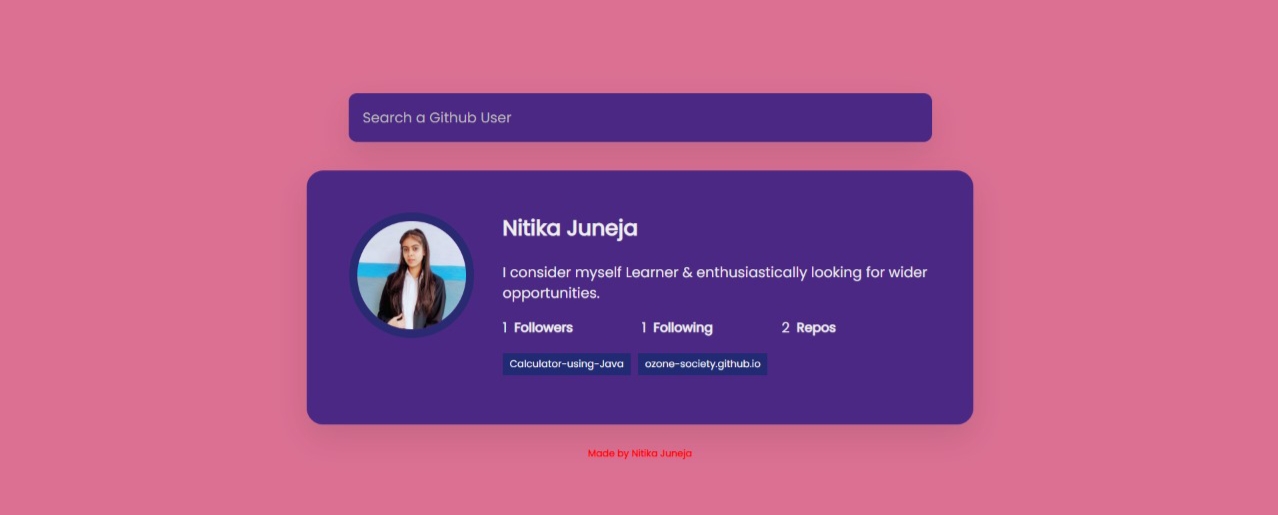 Search a Github User
Nitika Juneja
I consider myself Learner & enthusiastically looking for wider
opportunities.
1 Followers 1 Following 2 Repos
Calculator-using-Java ozone-society.github.io
Made by Nitika Juneja